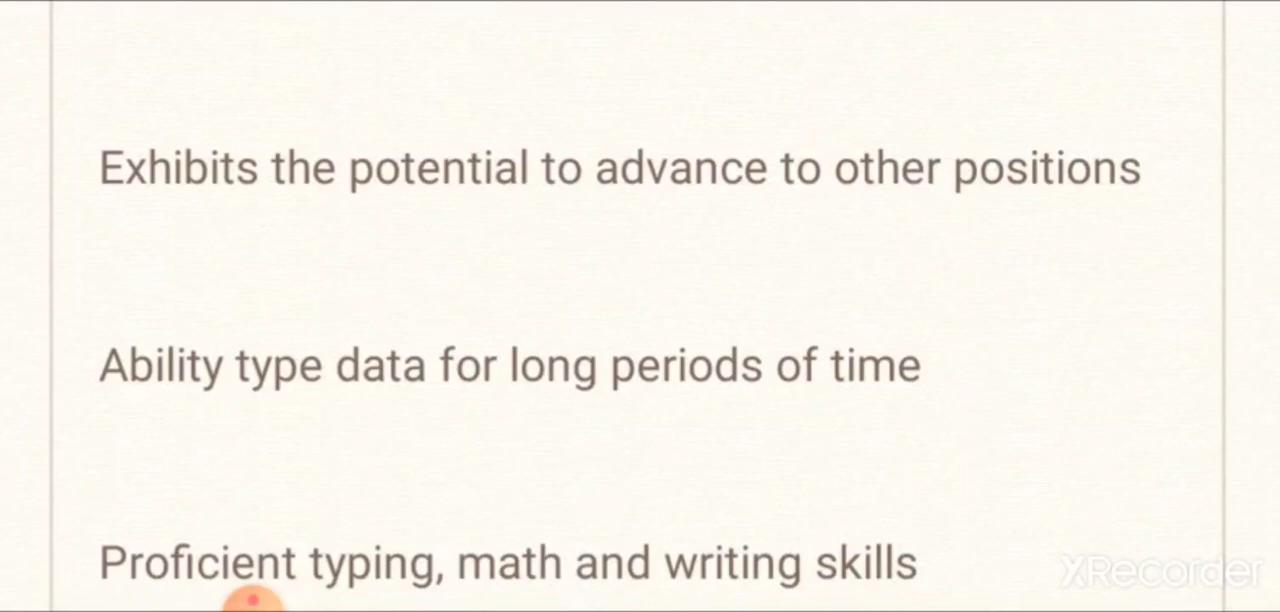 Exhibits the potential to advance to other positions
Ability type data for long periods of time
Proficient typing, math and writing skills
XRecorder